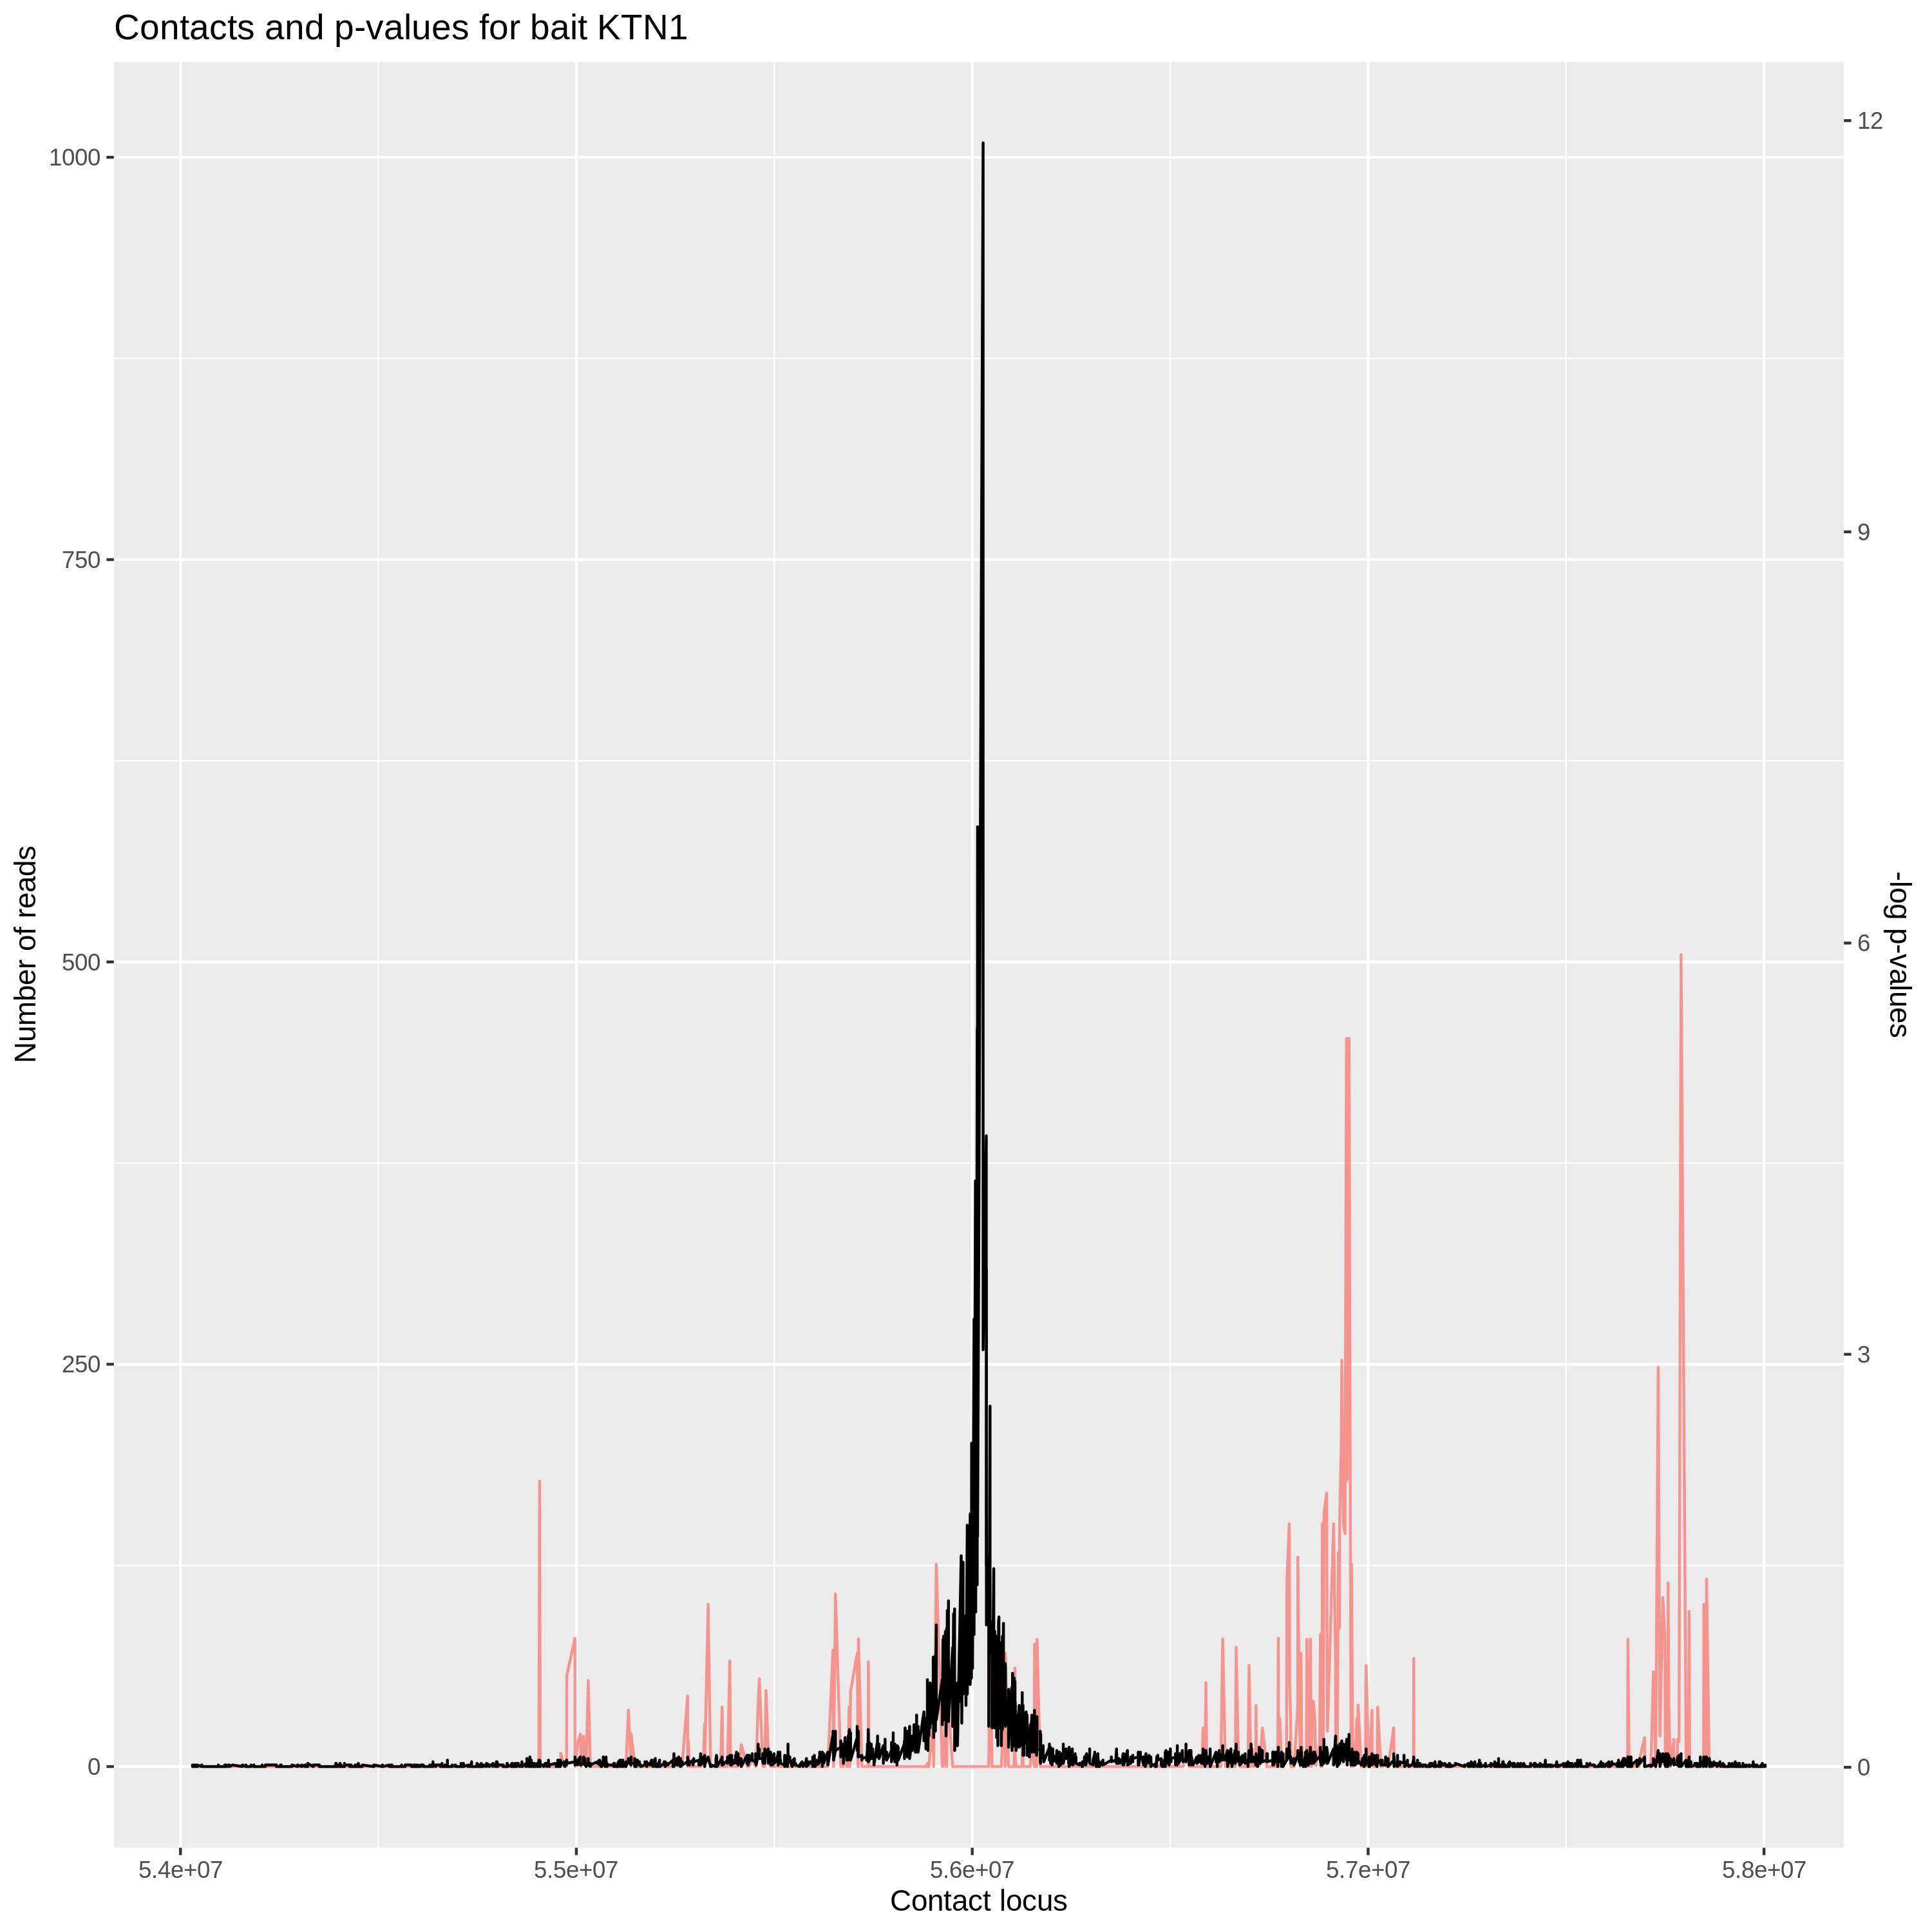 Contacts and p-values for bait KTN1
1000
750
500
250
0
Number of reads
12
9
6
3
0
-log p-values
5.4e+07
5.5e+07
5.6e+07
5.7e+07
5.8e+07
Contact locus